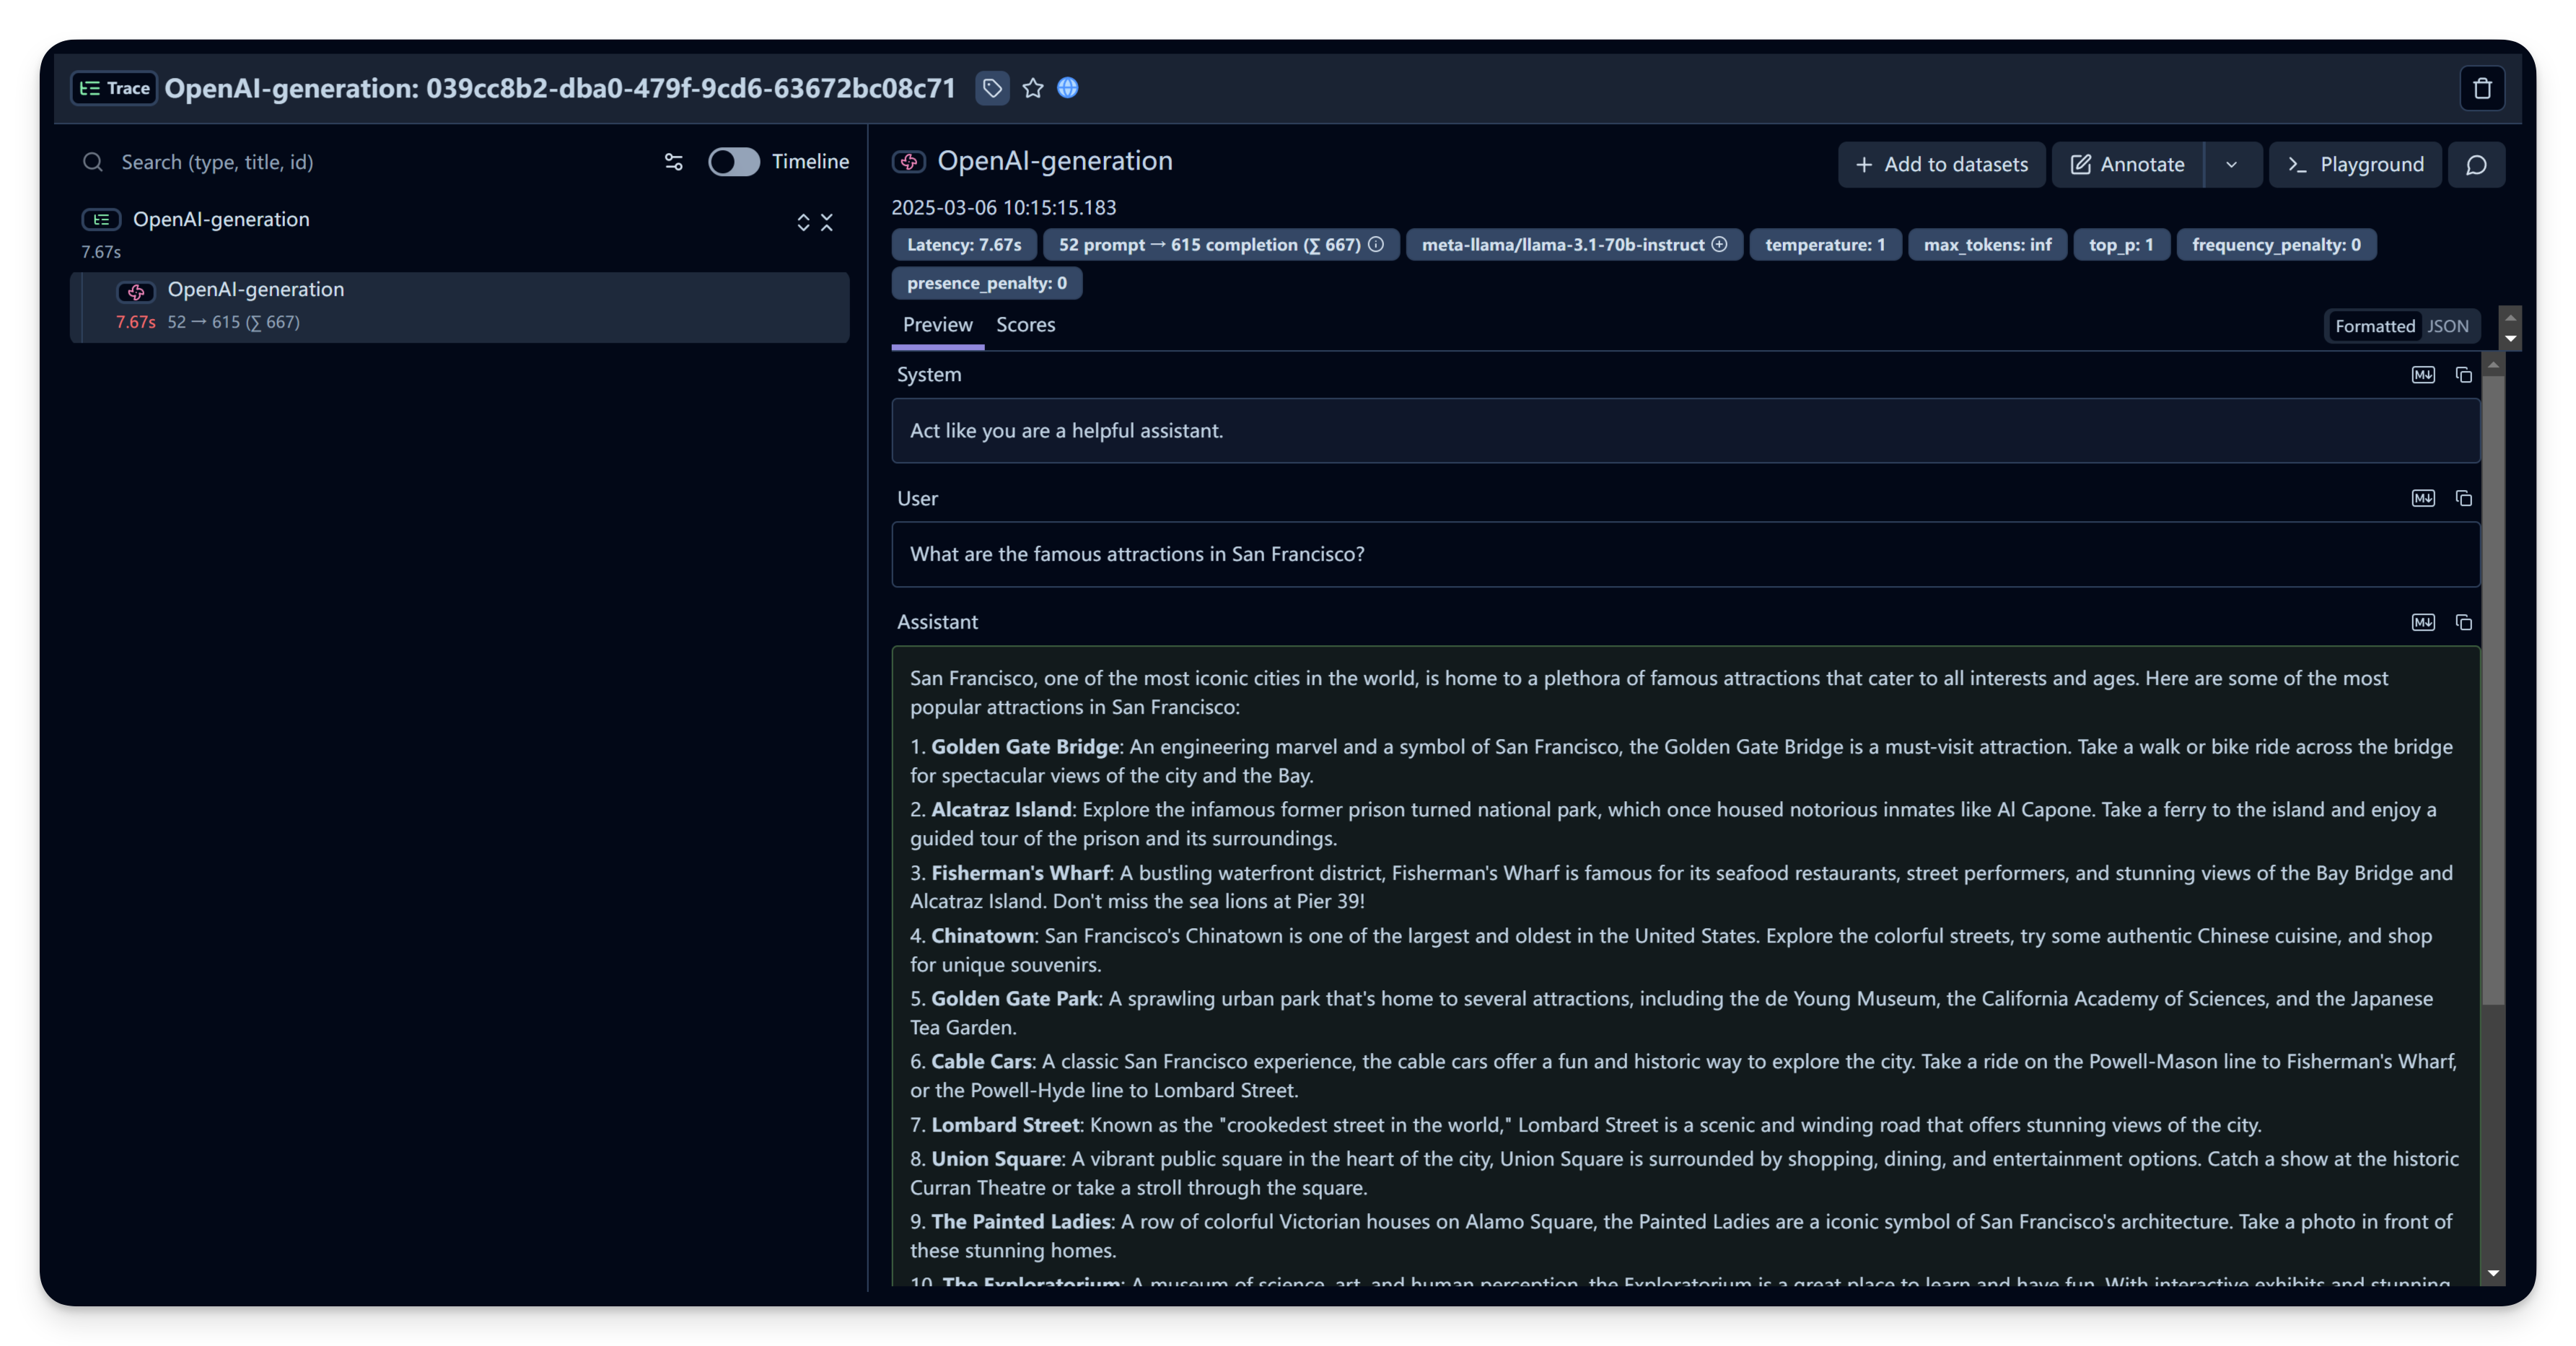 Trace OpenAI-generation: 039cc8b2-dba0-479f-9cd6-63672bc08c71
Search (type, title, id)
Timeline
OpenAI-generation
7.67s
OpenAI-generation
7.67s 52 → 615 (∑ 667)
OpenAI-generation
+ Add to datasets
Annotate
Playground
2025-03-06 10:15:15.183
Latency: 7.67s
52 prompt → 615 completion (∑ 667)
meta-llama/llama-3.1-70b-instruct
temperature: 1
max_tokens: inf
top_p: 1
frequency_penalty: 0
presence_penalty: 0
Preview Scores
Formatted JSON
System
M↓
Act like you are a helpful assistant.
User
M↓
What are the famous attractions in San Francisco?
Assistant
M↓
San Francisco, one of the most iconic cities in the world, is home to a plethora of famous attractions that cater to all interests and ages. Here are some of the most
popular attractions in San Francisco:
1. Golden Gate Bridge: An engineering marvel and a symbol of San Francisco, the Golden Gate Bridge is a must-visit attraction. Take a walk or bike ride across the bridge
for spectacular views of the city and the Bay.
2. Alcatraz Island: Explore the infamous former prison turned national park, which once housed notorious inmates like Al Capone. Take a ferry to the island and enjoy a
guided tour of the prison and its surroundings.
3. Fisherman's Wharf: A bustling waterfront district, Fisherman's Wharf is famous for its seafood restaurants, street performers, and stunning views of the Bay Bridge and
Alcatraz Island. Don't miss the sea lions at Pier 39!
4. Chinatown: San Francisco's Chinatown is one of the largest and oldest in the United States. Explore the colorful streets, try some authentic Chinese cuisine, and shop
for unique souvenirs.
5. Golden Gate Park: A sprawling urban park that's home to several attractions, including the de Young Museum, the California Academy of Sciences, and the Japanese
Tea Garden.
6. Cable Cars: A classic San Francisco experience, the cable cars offer a fun and historic way to explore the city. Take a ride on the Powell-Mason line to Fisherman's Wharf,
or the Powell-Hyde line to Lombard Street.
7. Lombard Street: Known as the "crookedest street in the world," Lombard Street is a scenic and winding road that offers stunning views of the city.
8. Union Square: A vibrant public square in the heart of the city, Union Square is surrounded by shopping, dining, and entertainment options. Catch a show at the historic
Curran Theatre or take a stroll through the square.
9. The Painted Ladies: A row of colorful Victorian houses on Alamo Square, the Painted Ladies are a iconic symbol of San Francisco's architecture. Take a photo in front of
these stunning homes.
10. The Exploratorium: A museum of science, art, and human perception, the Exploratorium is a great place to learn and have fun. With interactive exhibits and stunning